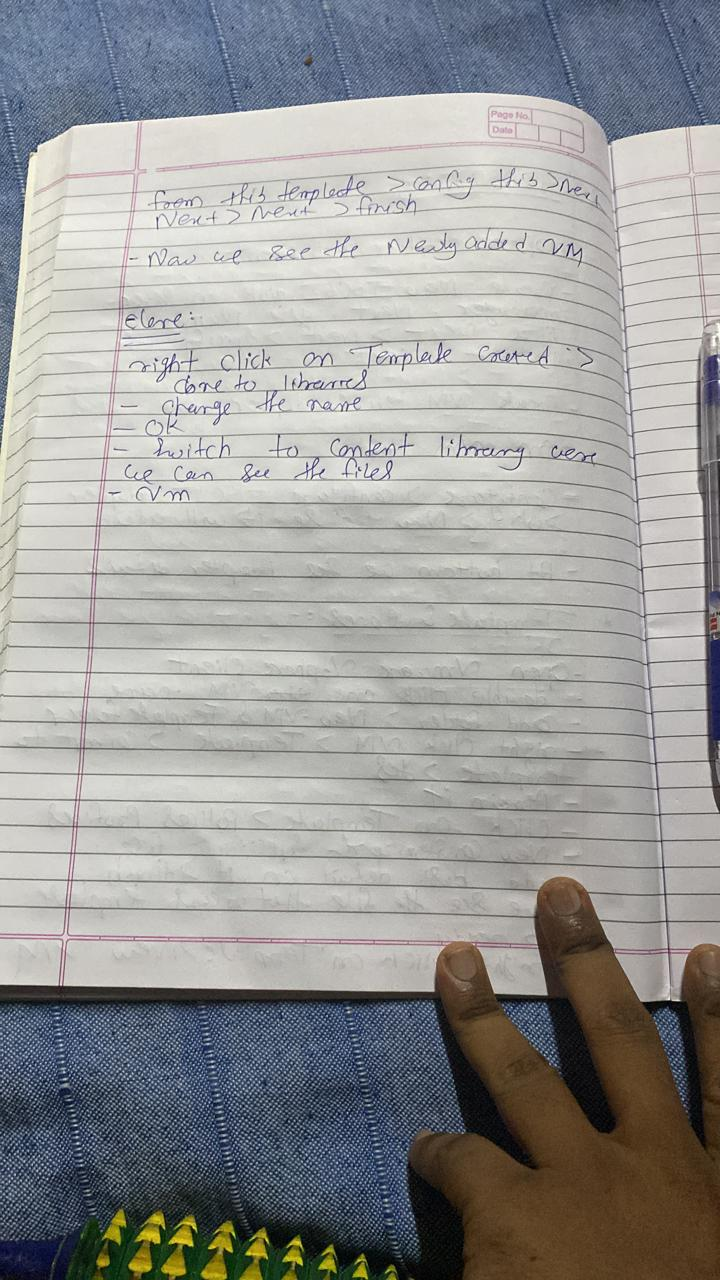 Page No.
Date
from this template > config this > Next
Next > Next > finish
- Now we see the Newly added VM
clone:
right click on Template created :>
clone to libraries
- change the name
- OK
- switch to content library were
we can see the files
- VM